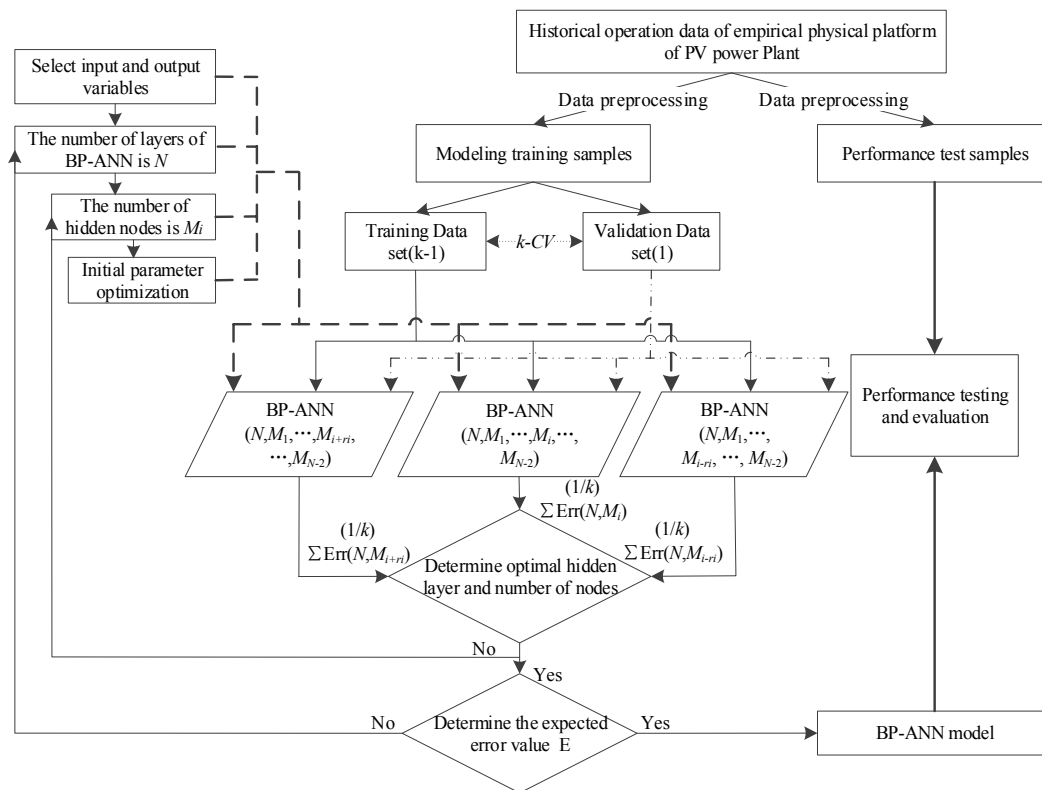 Historical operation data of empirical physical platform
of PV power Plant
Select input and output
variables
Data preprocessing
Data preprocessing
The number of layers of
BP-ANN is N
Modeling training samples
Performance test samples
The number of
hidden nodes is Mi
Training Data
set(k-1)
k-CV
Validation Data
set(1)
Initial parameter
optimization
BP-ANN
(N,M1,···,Mi+ri,
···,MN-2)
BP-ANN
(N,M1,···,Mi,···,
MN-2)
BP-ANN
(N,M1,···,
Mi-ri,···, MN-2)
Performance testing
and evaluation
(1/k)
∑Err(N,Mi+ri)
(1/k)
∑Err(N,Mi)
(1/k)
∑Err(N,Mi-ri)
Determine optimal hidden
layer and number of nodes
No
Yes
No
Determine the expected
error value E
Yes
BP-ANN model